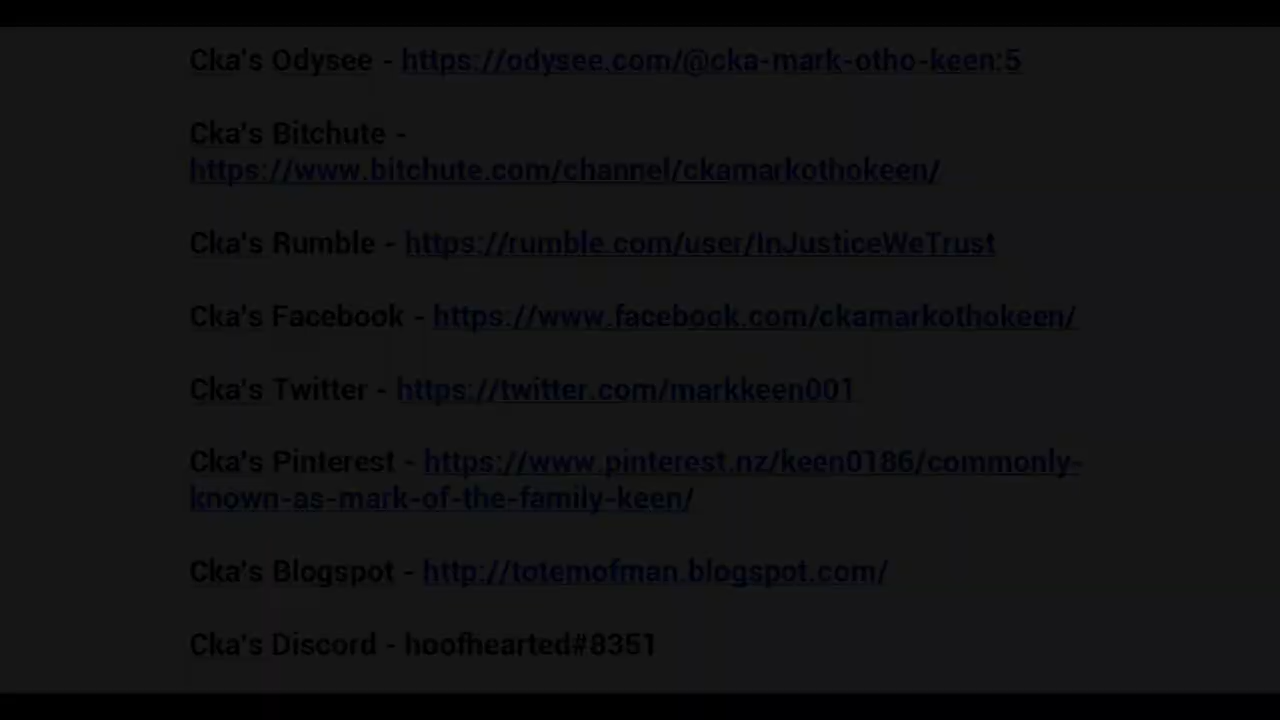 Cka's Odysee - https://odysee.com/@cka-mark-otho-keen:5
Cka's Bitchute -
https://www.bitchute.com/channel/ckamarkothokeen/
Cka's Rumble - https://rumble.com/user/InJusticeWeTrust
Cka's Facebook - https://www.facebook.com/ckamarkothokeen/
Cka's Twitter - https://twitter.com/markkeen001
Cka's Pinterest - https://www.pinterest.nz/keen0186/commonly-
known-as-mark-of-the-family-keen/
Cka's Blogspot - http://totemofman.blogspot.com/
Cka's Discord - hoofhearted#8351